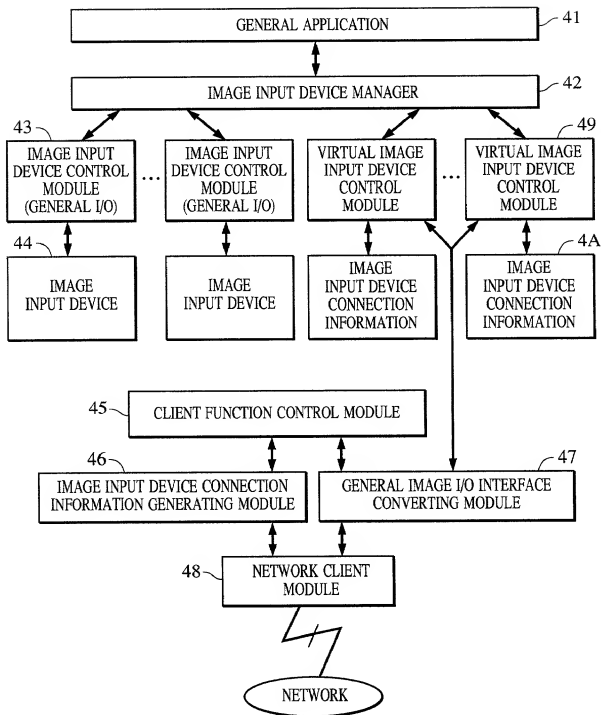 GENERAL APPLICATION
41
IMAGE INPUT DEVICE MANAGER
42
43
IMAGE INPUT
DEVICE CONTROL
MODULE
(GENERAL I/O)
...
IMAGE INPUT
DEVICE CONTROL
MODULE
(GENERAL I/O)
VIRTUAL IMAGE
INPUT DEVICE
CONTROL
MODULE
...
49
VIRTUAL IMAGE
INPUT DEVICE
CONTROL
MODULE
44
IMAGE
INPUT DEVICE
IMAGE
INPUT DEVICE
IMAGE
INPUT DEVICE
CONNECTION
INFORMATION
4A
IMAGE
INPUT DEVICE
CONNECTION
INFORMATION
45
CLIENT FUNCTION CONTROL MODULE
46
IMAGE INPUT DEVICE CONNECTION
INFORMATION GENERATING MODULE
47
GENERAL IMAGE I/O INTERFACE
CONVERTING MODULE
48
NETWORK CLIENT
MODULE
NETWORK